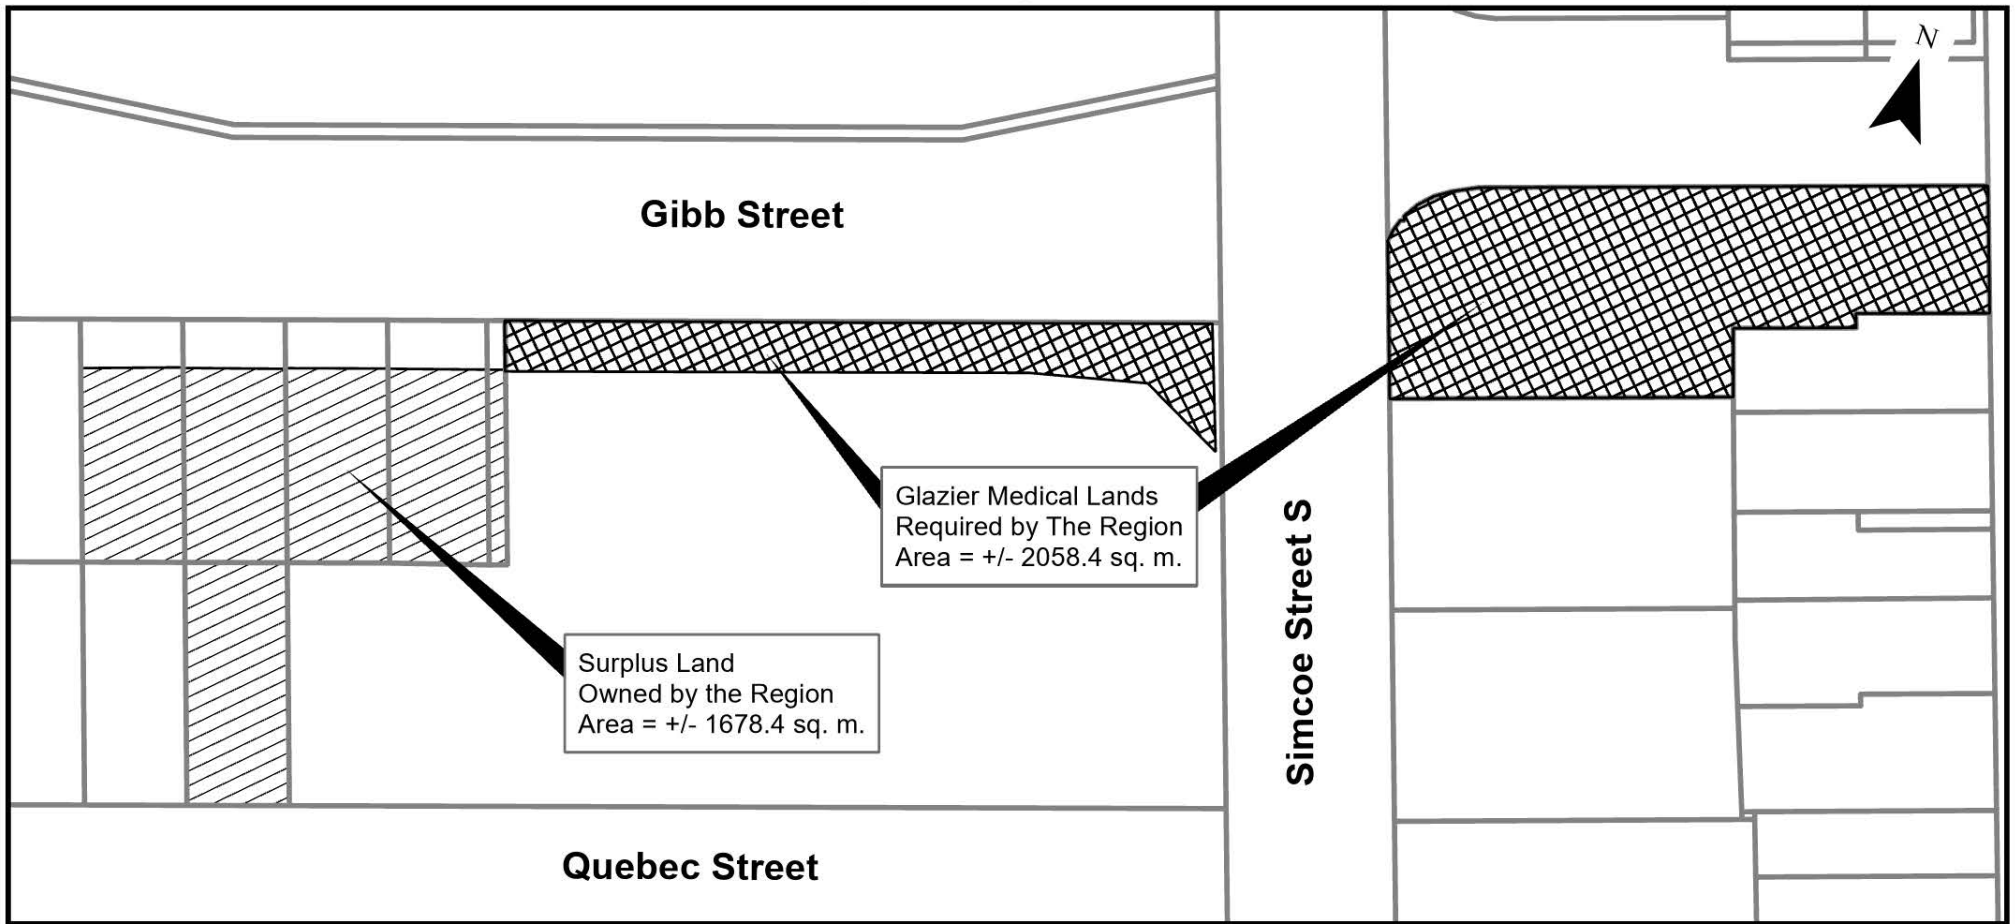 N
Gibb Street
Glazier Medical Lands
Required by The Region
Area = +/- 2058.4 sq. m.
Simcoe Street S
Surplus Land
Owned by the Region
Area = +/- 1678.4 sq. m.
Quebec Street